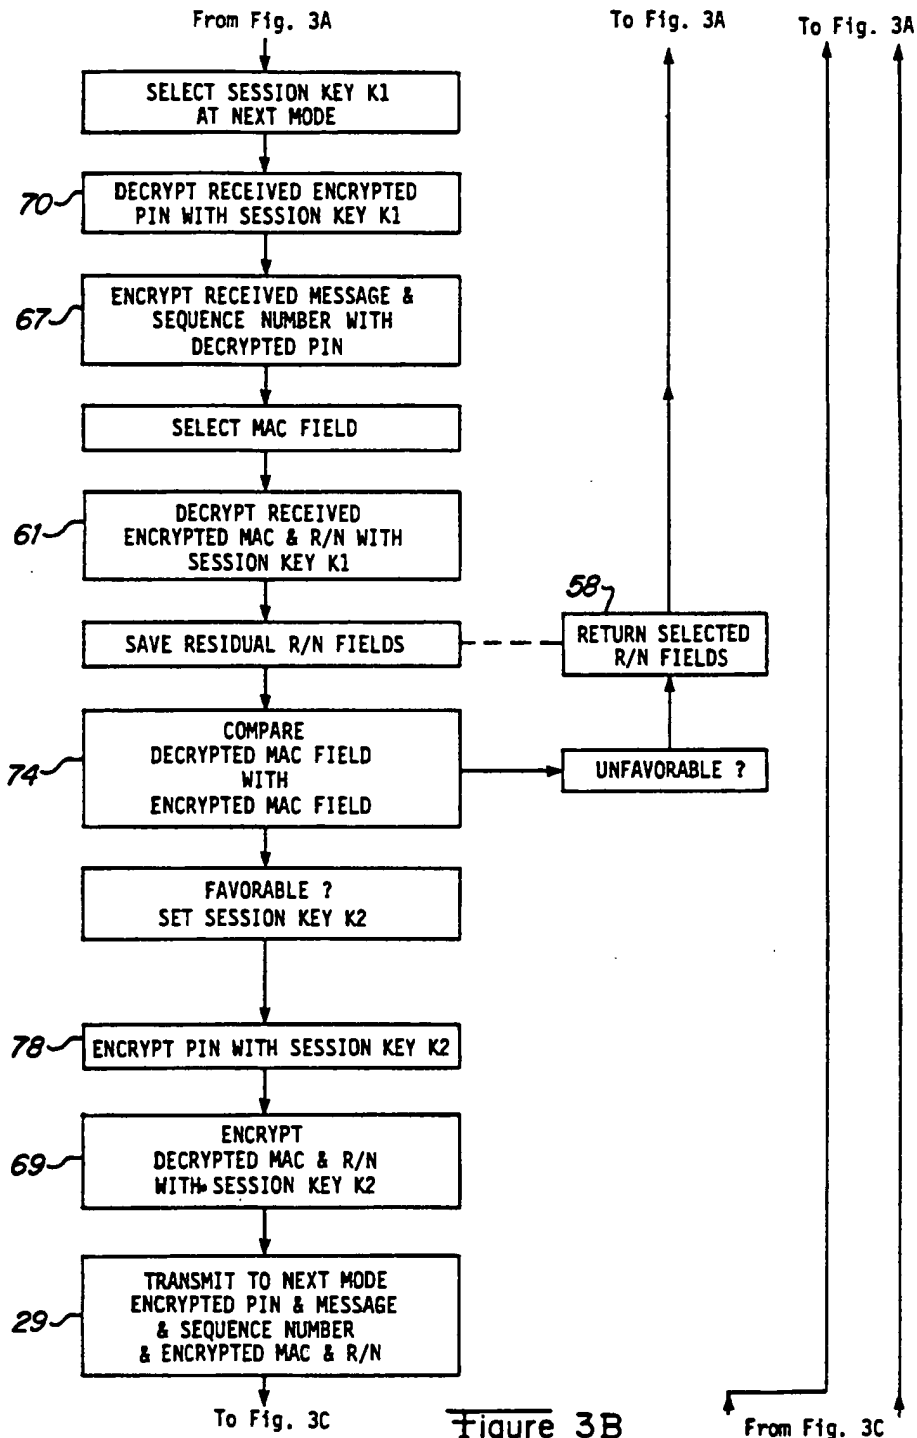 From Fig. 3A
To Fig. 3A
To Fig. 3A
SELECT SESSION KEY K1
AT NEXT MODE
70
DECRYPT RECEIVED ENCRYPTED
PIN WITH SESSION KEY K1
67
ENCRYPT RECEIVED MESSAGE &
SEQUENCE NUMBER WITH
DECRYPTED PIN
SELECT MAC FIELD
61
DECRYPT RECEIVED
ENCRYPTED MAC & R/N WITH
SESSION KEY K1
58
SAVE RESIDUAL R/N FIELDS
RETURN SELECTED
R/N FIELDS
74
COMPARE
DECRYPTED MAC FIELD
WITH
ENCRYPTED MAC FIELD
UNFAVORABLE ?
FAVORABLE ?
SET SESSION KEY K2
78
ENCRYPT PIN WITH SESSION KEY K2
69
ENCRYPT
DECRYPTED MAC & R/N
WITH SESSION KEY K2
29
TRANSMIT TO NEXT MODE
ENCRYPTED PIN & MESSAGE
& SEQUENCE NUMBER
& ENCRYPTED MAC & R/N
To Fig. 3C
Figure 3B
From Fig. 3C